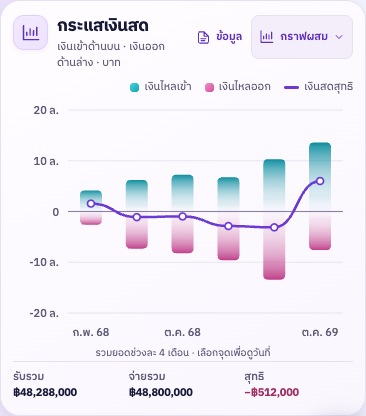 กระแสเงินสด
เงินเข้าด้านบน · เงินออก
ด้านล่าง · บาท
ข้อมูล
กราฟผสม
เงินไหลเข้า
เงินไหลออก
เงินสดสุทธิ
20 ล.
10 ล.
0
-10 ล.
-20 ล.
ก.พ. 68
ต.ค. 68
ต.ค. 69
รวมยอดช่วงละ 4 เดือน · เลือกจุดเพื่อดูวันที่
รับรวม
฿48,288,000
จ่ายรวม
฿48,800,000
สุทธิ
−฿512,000